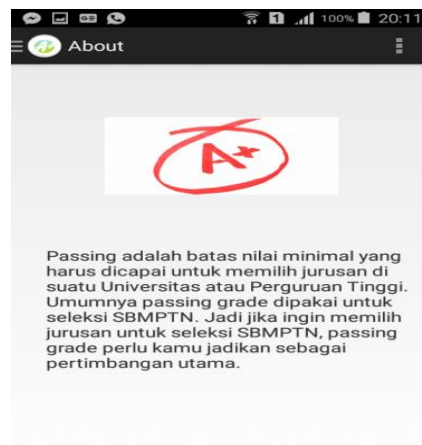 1 100% 20:11
About
A+
Passing adalah batas nilai minimal yang
harus dicapai untuk memilih jurusan di
suatu Universitas atau Perguruan Tinggi.
Umumnya passing grade dipakai untuk
seleksi SBMPTN. Jadi jika ingin memilih
jurusan untuk seleksi SBMPTN, passing
grade perlu kamu jadikan sebagai
pertimbangan utama.